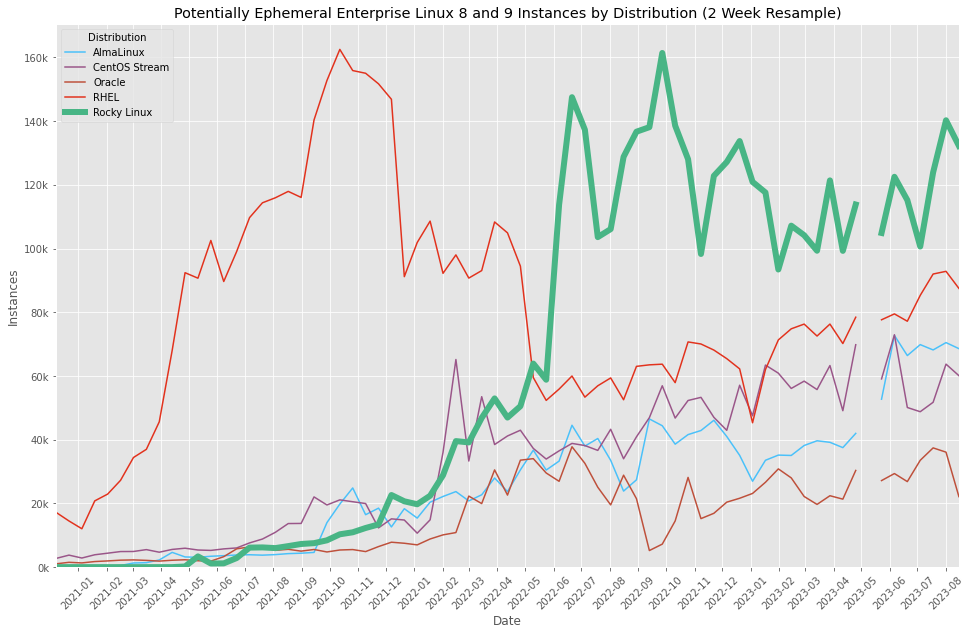 Potentially Ephemeral Enterprise Linux 8 and 9 Instances by Distribution (2 Week Resample)
Distribution
AlmaLinux
CentOS Stream
Oracle
RHEL
Rocky Linux
160k
140k
120k
100k
80k
60k
40k
20k
0k
Instances
2021-01
2021-02
2021-03
2021-04
2021-05
2021-06
2021-07
2021-08
2021-09
2021-10
2021-11
2021-12
2022-01
2022-02
2022-03
2022-04
2022-05
2022-06
2022-07
2022-08
2022-09
2022-10
2022-11
2022-12
2023-01
2023-02
2023-03
2023-04
2023-05
2023-06
2023-07
2023-08
Date